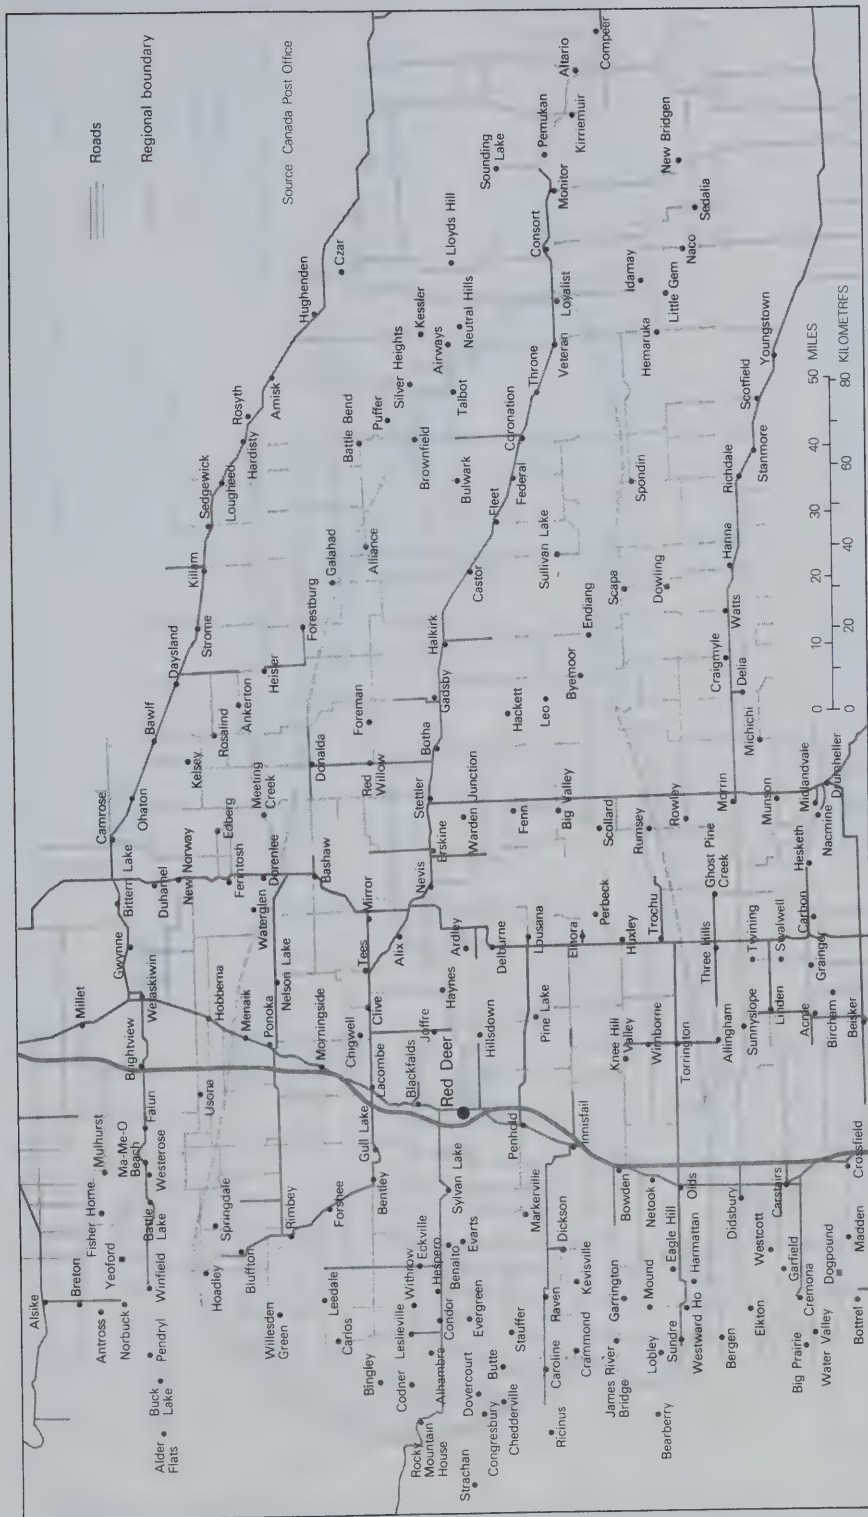 Roads
Regional boundary
Source Canada Post Office
Alsike
Breton
Antross
Norbuck
Fisher Home
Yeoford
Mulhurst
Ma-Me-O
Beach
Westerose
Battle
Lake
Winfield
Pendryl
Buck
Lake
Alder
Flats
Falun
Brightview
Millet
Wetaskiwin
Gwynne
Bittern Lake
Camrose
Ohaton
Bawlf
Daysland
Strome
Killam
Sedgewick
Lougheed
Hardisty
Rosyth
Amisk
Hughenden
Czar
Duhamel
New Norway
Kelsey
Rosalind
Ankerton
Heisler
Forestburg
Galahad
Alliance
Battle Bend
Puffer
Silver Heights
Kessler
Airways
Lloyds Hill
Neutral Hills
Talbot
Brownfield
Bulwark
Hoadley
Springdale
Usona
Hobbema
Menaik
Ponoka
Nelson Lake
Waterglen
Ferintosh
Dorenlee
Edberg
Meeting
Creek
Bluffton
Rimbey
Willesden
Green
Forshee
Leedale
Carlos
Bingley
Morningside
Bashaw
Donalda
Red
Willow
Foreman
Bentley
Gull Lake
Lacombe
Chigwell
Clive
Tees
Mirror
Alix
Nevis
Erskine
Stettler
Botha
Gadsby
Halkirk
Castor
Fleet
Federal
Coronation
Throne
Veteran
Loyalist
Consort
Monitor
Pemukan
Sounding
Lake
Kirriemuir
Altario
Compeer
Blackfalds
Joffre
Red Deer
Haynes
Ardley
Delburne
Warden Junction
Hillsdown
Pine Lake
Lousana
Elnora
Fenn
Big Valley
Hackett
Leo
Byemoor
Endiang
Sullivan Lake
Codner
Leslieville
Withrow
Eckville
Hespero
Benalto
Evarts
Sylvan Lake
Alhambra
Condor
Evergreen
Rocky
Mountain
House
Strachan
Dovercourt
Congresbury
Butte
Chedderville
Stauffer
Markerville
Penhold
Innisfail
Dickson
Raven
Caroline
Ricinus
Crammond
Kevisville
Garrington
James River
Bridge
Bowden
Knee Hill
Valley
Huxley
Perbeck
Scollard
Rumsey
Rowley
Trochu
Wimborne
Torrington
Scapa
Dowling
Spondin
Hemaruka
Idamay
Little Gem
Naco
Sedalia
New Bridgen
Bearberry
Lobley
Sundre
Mound
Westward Ho
Eagle Hill
Harmattan
Netook
Olds
Didsbury
Bergen
Elkton
Westcott
Carstairs
Garfield
Cremona
Big Prairie
Water Valley
Dogpound
Bottrel
Madden
Crossfield
Allingham
Three Hills
Ghost Pine
Creek
Sunnyslope
Linden
Twining
Swalwell
Acme
Bircham
Beiseker
Grainger
Carbon
Hesketh
Nacmine
Midlandvale
Drumheller
Munson
Morrin
Michichi
Delia
Craigmyle
Watts
Hanna
Richdale
Stanmore
Scotfield
Youngstown
0 10 20 30 40 50 MILES
0 20 40 60 80 KILOMETRES